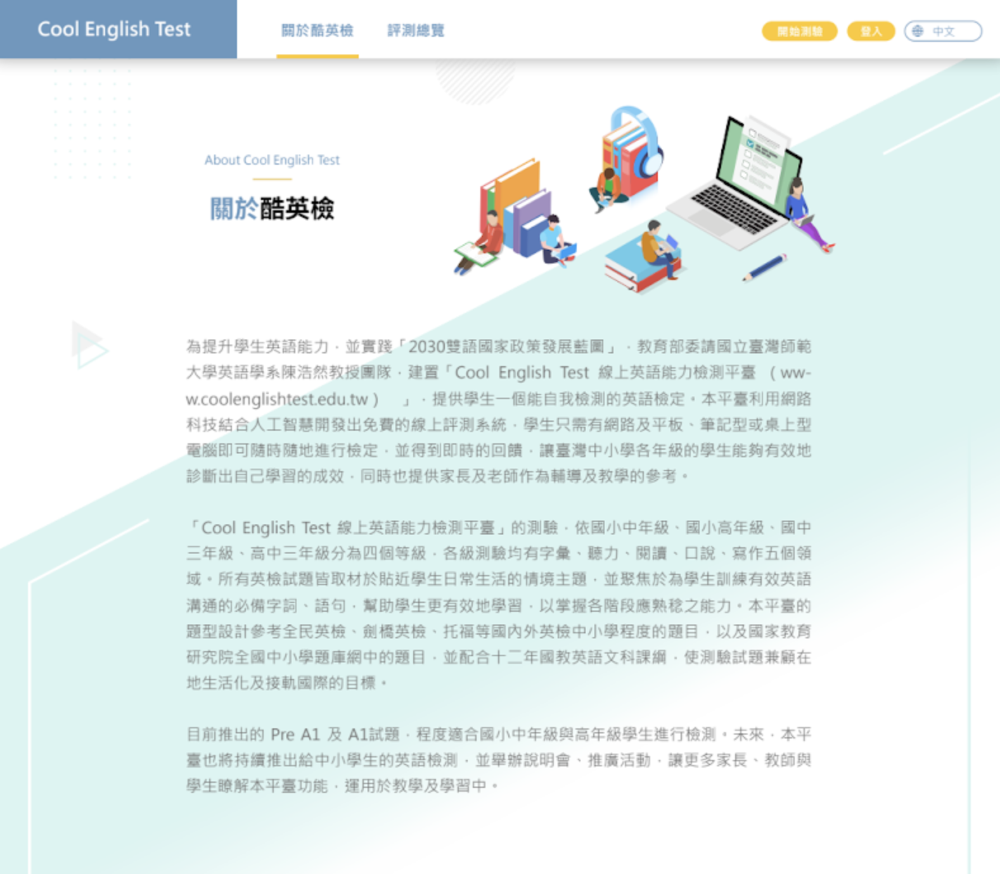 Cool English Test
關於酷英檢
評測總覽
開始測驗
登入
中文
About Cool English Test
關於酷英檢
為提升學生英語能力，並實踐「2030雙語國家政策發展藍圖」，教育部委請國立臺灣師範
大學英語學系陳浩然教授團隊，建置「Cool English Test 線上英語能力檢測平臺 （ww-
w.coolenglishtest.edu.tw） 」，提供學生一個能自我檢測的英語檢定。本平臺利用網路
科技結合人工智慧開發出免費的線上評測系統，學生只需有網路及平板、筆記型或桌上型
電腦即可隨時隨地進行檢定，並得到即時的回饋，讓臺灣中小學各年級的學生能夠有效地
診斷出自己學習的成效，同時也提供家長及老師作為輔導及教學的參考。
「Cool English Test 線上英語能力檢測平臺」的測驗，依國小中年級、國小高年級、國中
三年級、高中三年級分為四個等級，各級測驗均有字彙、聽力、閱讀、口說、寫作五個領
域。所有英檢試題皆取材於貼近學生日常生活的情境主題，並聚焦於為學生訓練有效英語
溝通的必備字詞、語句，幫助學生更有效地學習，以掌握各階段應熟稔之能力。本平臺的
題型設計參考全民英檢、劍橋英檢、托福等國內外英檢中小學程度的題目，以及國家教育
研究院全國中小學題庫網中的題目，並配合十二年國教英語文科課綱，使測驗試題兼顧在
地生活化及接軌國際的目標。
目前推出的 Pre A1 及 A1試題，程度適合國小中年級與高年級學生進行檢測。未來，本平
臺也將持續推出給中小學生的英語檢測，並舉辦說明會、推廣活動，讓更多家長、教師與
學生瞭解本平臺功能，運用於教學及學習中。